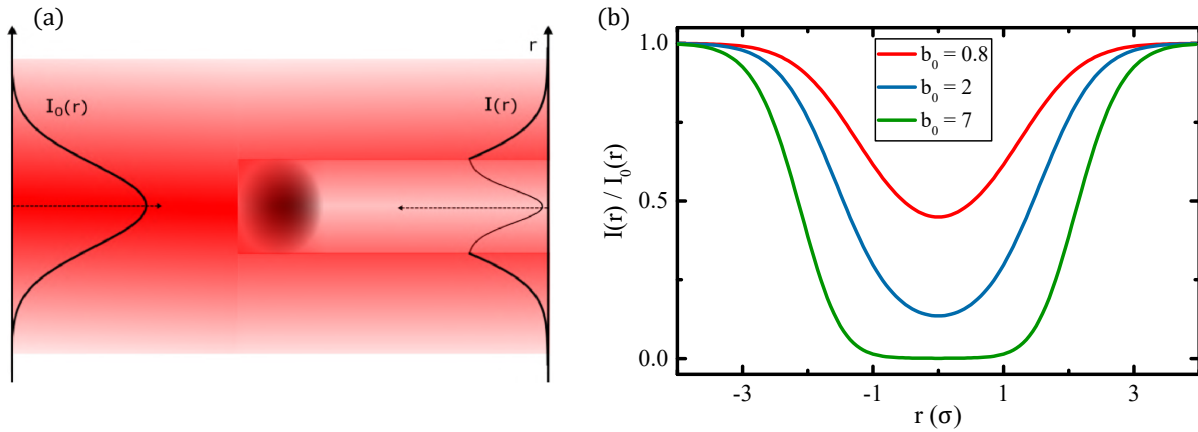 (a)
r
I₀(r)
I(r)
(b)
I(r) / I₀(r)
1.0
0.5
0.0
b₀ = 0.8
b₀ = 2
b₀ = 7
-3 -1 1 3
r (σ)